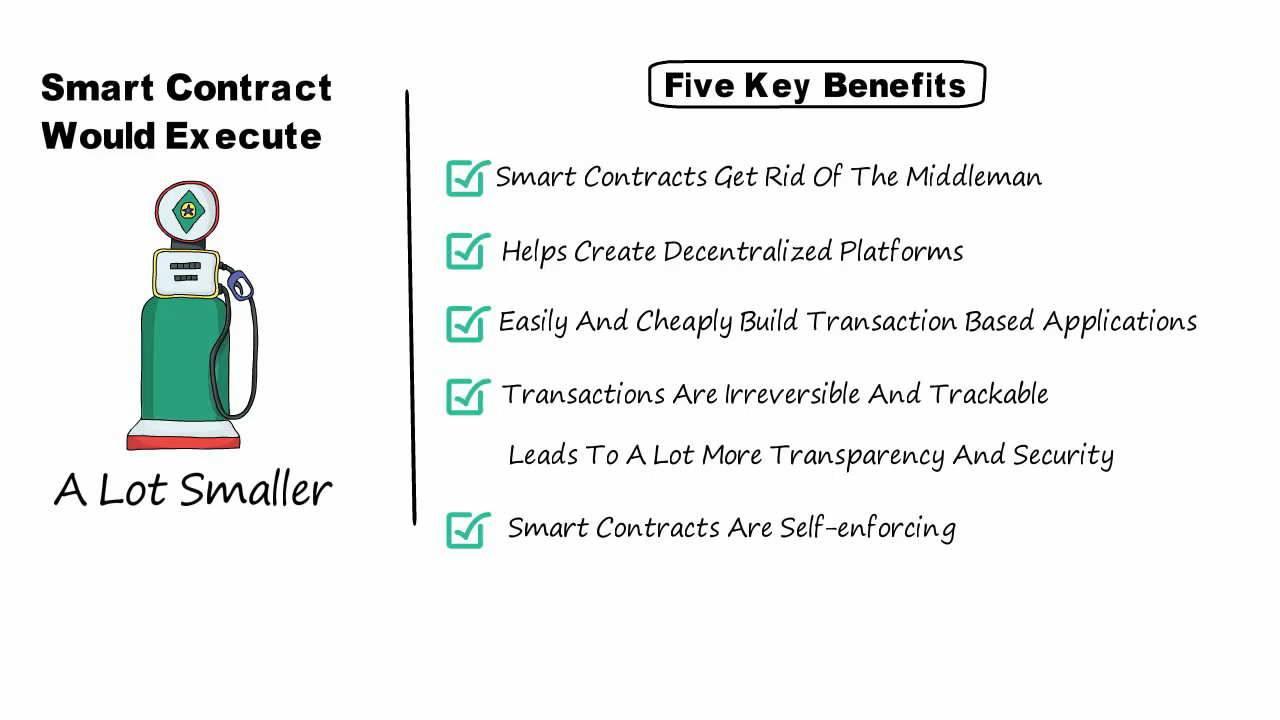 Smart Contract
Would Execute
A Lot Smaller
Five Key Benefits
Smart Contracts Get Rid Of The Middleman
Helps Create Decentralized Platforms
Easily And Cheaply Build Transaction Based Applications
Transactions Are Irreversible And Trackable
Leads To A Lot More Transparency And Security
Smart Contracts Are Self-enforcing